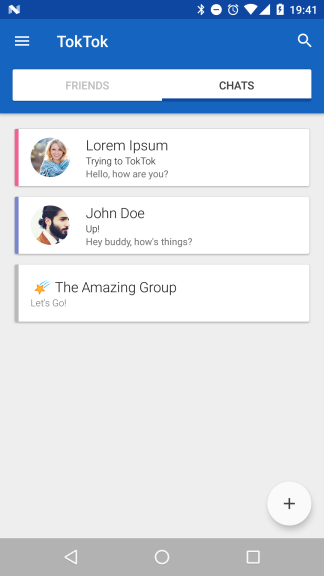 19:41
TokTok
FRIENDS
CHATS
Lorem Ipsum
Trying to TokTok
Hello, how are you?
John Doe
Up!
Hey buddy, how's things?
The Amazing Group
Let's Go!